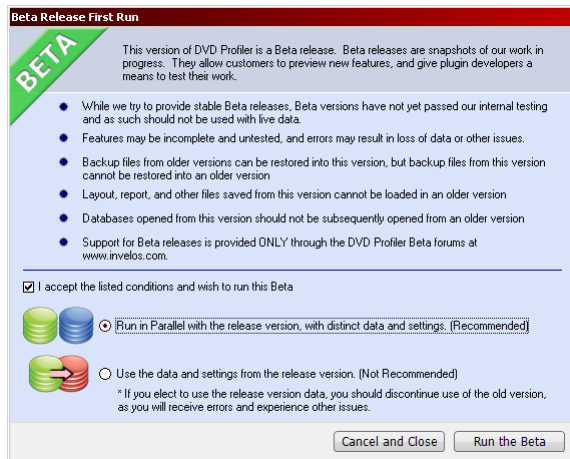 Beta Release First Run
BETA
This version of DVD Profiler is a Beta release. Beta releases are snapshots of our work in
progress. They allow customers to preview new features, and give plugin developers a
means to test their work.
While we try to provide stable Beta releases, Beta versions have not yet passed our internal testing
and as such should not be used with live data.
Features may be incomplete and untested, and errors may result in loss of data or other issues.
Backup files from older versions can be restored into this version, but backup files from this version
cannot be restored into an older version
Layout, report, and other files saved from this version cannot be loaded in an older version
Databases opened from this version should not be subsequently opened from an older version
Support for Beta releases is provided ONLY through the DVD Profiler Beta forums at
www.invelos.com.
I accept the listed conditions and wish to run this Beta
Run in Parallel with the release version, with distinct data and settings. (Recommended)
Use the data and settings from the release version. (Not Recommended)
* If you elect to use the release version data, you should discontinue use of the old version,
as you will receive errors and experience other issues.
Cancel and Close
Run the Beta